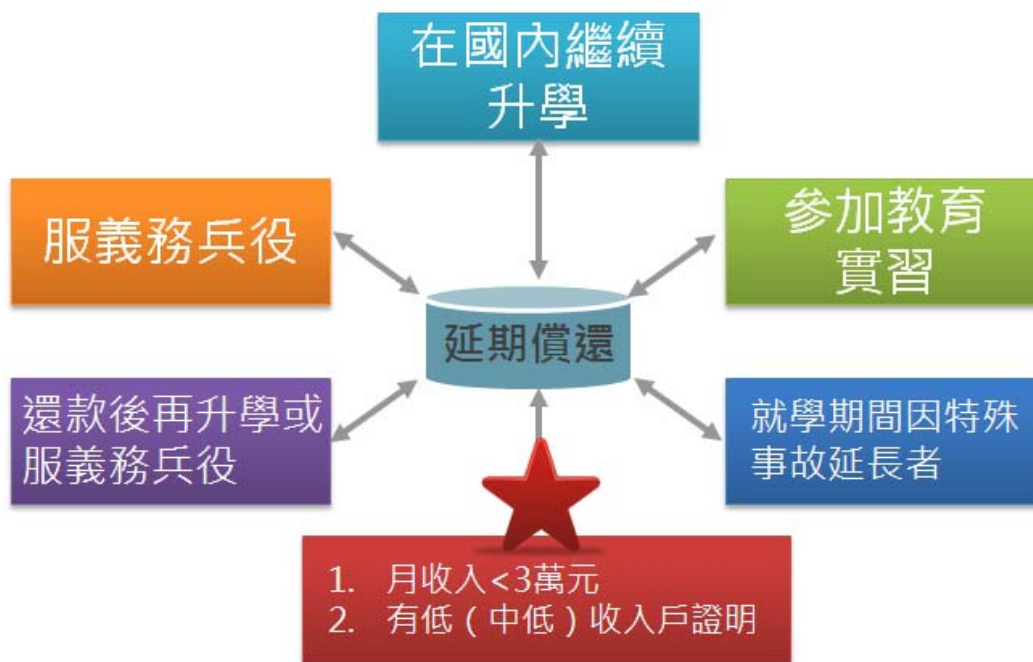 在國內繼續
升學
服義務兵役
參加教育
實習
延期償還
還款後再升學或
服義務兵役
就學期間因特殊
事故延長者
1. 月收入<3萬元
2. 有低（中低）收入戶證明